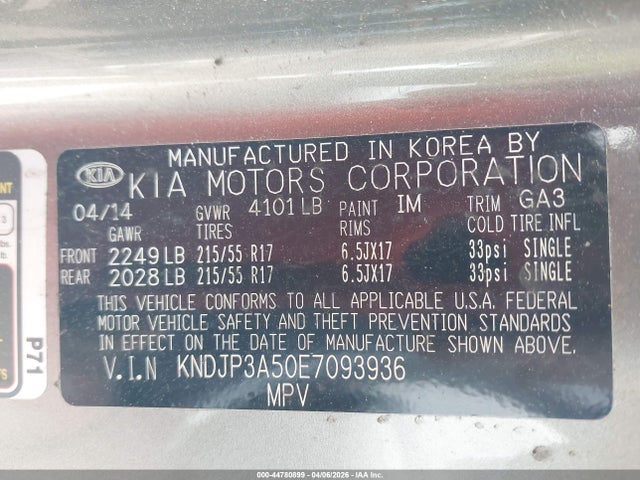 MANUFACTURED IN KOREA BY
KIA KIA MOTORS CORPORATION
04/14 GVWR 4101 LB PAINT IM TRIM GA3
GAWR TIRES RIMS COLD TIRE INFL
FRONT 2249 LB 215/55 R17 6.5JX17 33psi SINGLE
REAR 2028 LB 215/55 R17 6.5JX17 33psi SINGLE
THIS VEHICLE CONFORMS TO ALL APPLICABLE U.S.A. FEDERAL
MOTOR VEHICLE SAFETY AND THEFT PREVENTION STANDARDS
IN EFFECT ON THE DATE OF MANUFACTURE SHOWN ABOVE.
V.I.N KNDJP3A50E7093936
MPV
P71
000-44780899 - 04/06/2026 - IAA Inc.